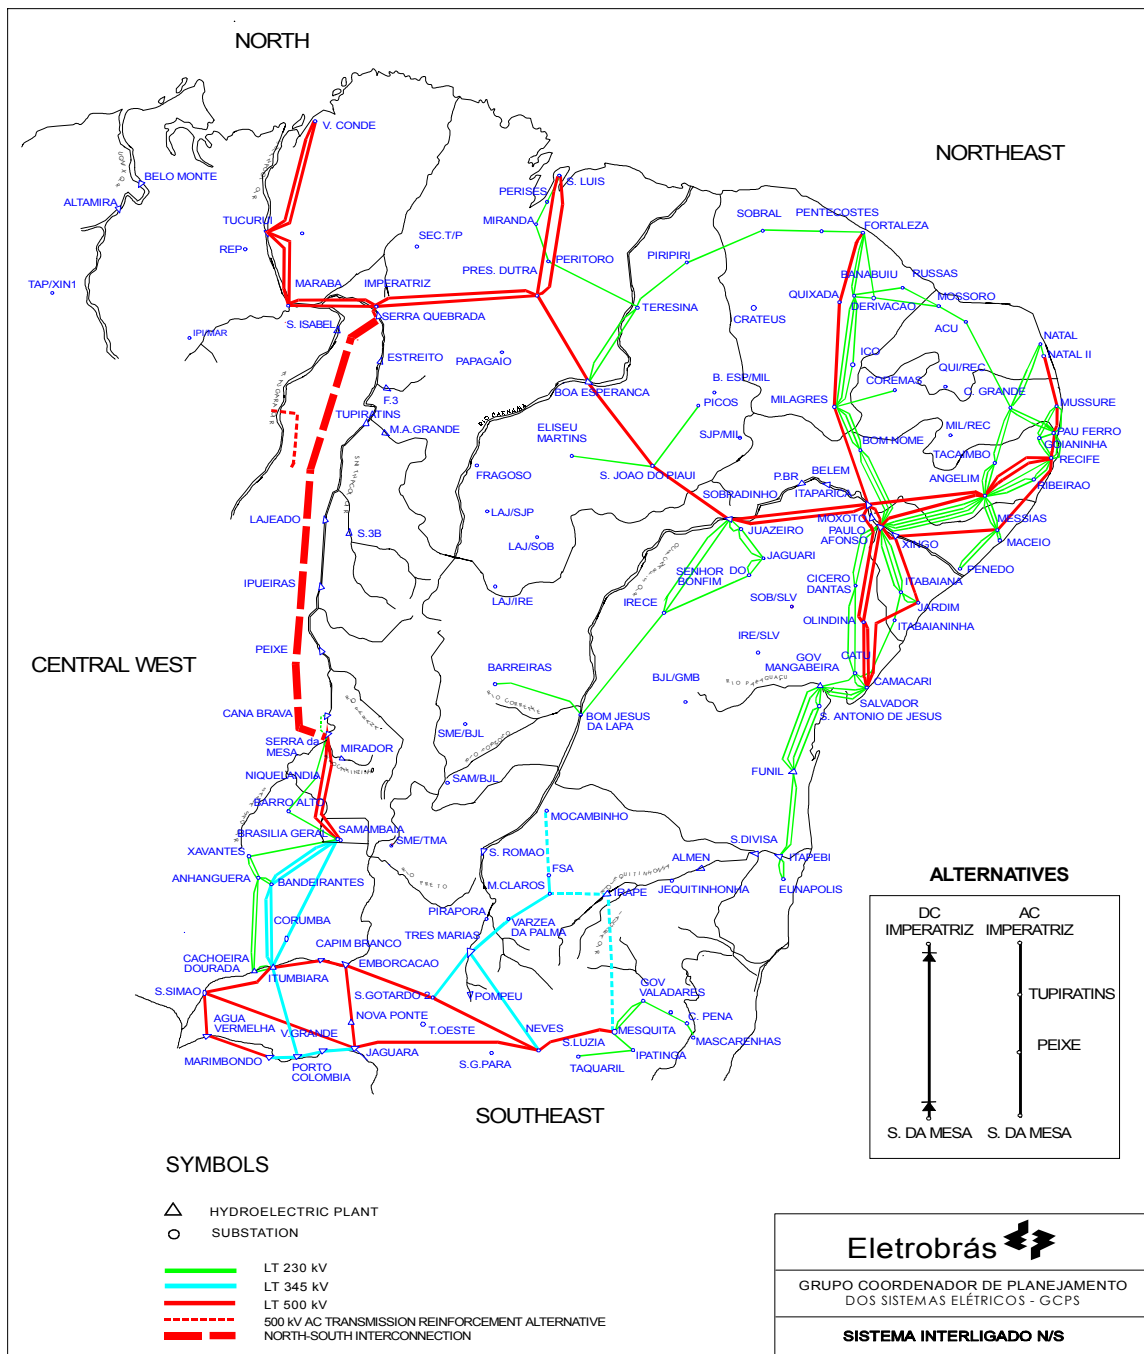 NORTH
V. CONDE
NORTHEAST
BELO MONTE
ALTAMIRA
PERISES
S. LUIS
MIRANDA
SOBRAL
PENTECOSTES
FORTALEZA
TUCURUI
REP
SEC.T/P
PERITORO
PIRIPIRI
PRES. DUTRA
BANABUIU
RUSSAS
TAP/XIN1
MARABA
IMPERATRIZ
QUIXADA
DERIVACAO
MOSSORO
TERESINA
CRATEUS
ACU
S. ISABEL
SERRA QUEBRADA
IPI/MAR
NATAL
NATAL II
ESTREITO
PAPAGAIO
ICO
QUI/REC
F.3
BOA ESPERANCA
B. ESP/MIL
COREMAS
C. GRANDE
TUPIRATINS
PICOS
MILAGRES
MUSSURE
M.A.GRANDE
ELISEU
MARTINS
SJP/MIL
MIL/REC
PAU FERRO
GOIANINHA
BOM NOME
TACAIMBO
RECIFE
FRAGOSO
S. JOAO DO PIAUI
P.BR
BELEM
ANGELIM
RIBEIRAO
SOBRADINHO
ITAPARICA
LAJEADO
LAJ/SJP
MOXOTO
MESSIAS
S.3B
JUAZEIRO
PAULO
AFONSO
XINGO
MACEIO
LAJ/SOB
JAGUARI
PENEDO
IPUEIRAS
SENHOR DO
BONFIM
CICERO
DANTAS
ITABAIANA
LAJ/IRE
IRECE
SOB/SLV
JARDIM
OLINDINA
ITABAIANINHA
IRE/SLV
PEIXE
CENTRAL WEST
GOV
MANGABEIRA
CATU
BARREIRAS
BJL/GMB
RIO PARAGUACU
CAMACARI
SALVADOR
S. ANTONIO DE JESUS
CANA BRAVA
BOM JESUS
DA LAPA
SME/BJL
SERRA da
MESA
MIRADOR
FUNIL
NIQUELANDIA
SAM/BJL
BARRO ALTO
MOCAMBINHO
BRASILIA GERAL
SAMAMBAIA
S.DIVISA
XAVANTES
SME/TMA
S. ROMAO
ALMEN
ITAPEBI
ANHANGUERA
BANDEIRANTES
RIO PRETO
FSA
M.CLAROS
IRAPE
JEQUITINHONHA
EUNAPOLIS
CORUMBA
PIRAPORA
VARZEA
DA PALMA
CAPIM BRANCO
TRES MARIAS
CACHOEIRA
DOURADA
ITUMBIARA
EMBORCACAO
S.SIMAO
S.GOTARDO 2
POMPEU
GOV
VALADARES
AGUA
VERMELHA
V.GRANDE
NOVA PONTE
T.OESTE
NEVES
C. PENA
MESQUITA
MASCARENHAS
MARIMBONDO
PORTO
COLOMBIA
JAGUARA
S.G.PARA
S.LUZIA
IPATINGA
TAQUARIL
SOUTHEAST
ALTERNATIVES
DC
IMPERATRIZ
AC
IMPERATRIZ
TUPIRATINS
PEIXE
S. DA MESA
S. DA MESA
SYMBOLS
HYDROELECTRIC PLANT
SUBSTATION
LT 230 kV
LT 345 kV
LT 500 kV
500 kV AC TRANSMISSION REINFORCEMENT ALTERNATIVE
NORTH-SOUTH INTERCONNECTION
Eletrobrás
GRUPO COORDENADOR DE PLANEJAMENTO
DOS SISTEMAS ELÉTRICOS - GCPS
SISTEMA INTERLIGADO N/S